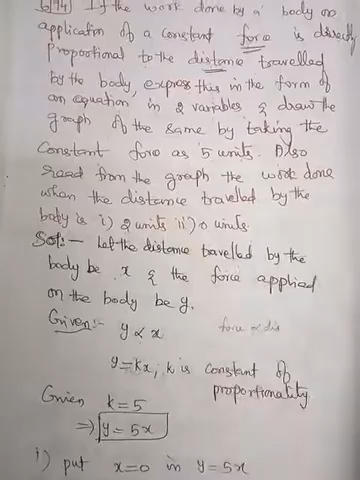 6/74) If the work done by a body on
application of a constant force is directly
proportional to the distance travelled
by the body, express this in the form of
an equation in 2 variables & draw the
graph of the same by taking the
Constant force as 5 units. Also
read from the graph the work done
when the distance travelled by the
body is i) 2 units ii) 0 units.
Sol:- Let the distance travelled by the
body be x & the force applied
on the body be y.
Given:- y ∝ x force ∝ dis
y = kx, k is constant of
proportionality
Given k = 5
⇒ y = 5x
i) put x = 0 in y = 5x